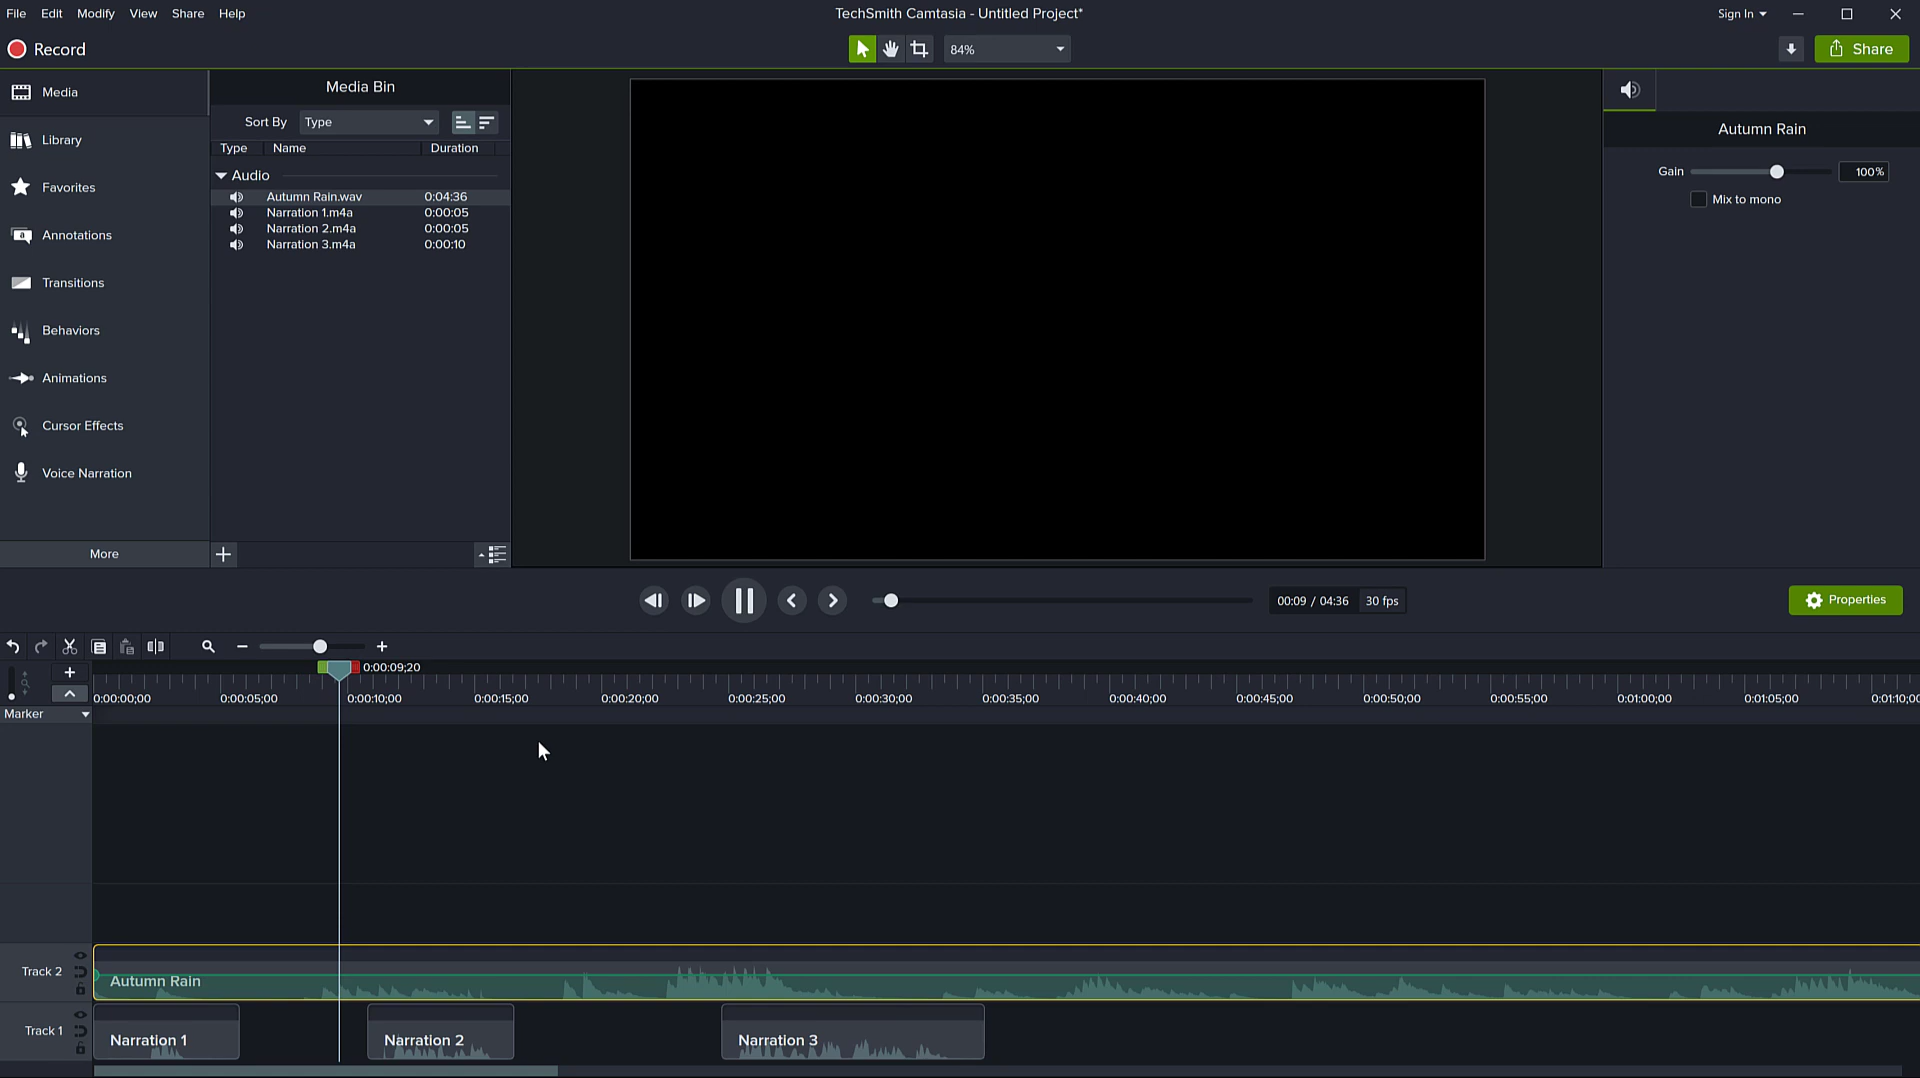 File Edit Modify View Share Help
TechSmith Camtasia - Untitled Project*
Sign In
Record
84%
Share
Media
Library
Favorites
Annotations
Transitions
Behaviors
Animations
Cursor Effects
Voice Narration
More
Media Bin
Sort By Type
Type Name Duration
Audio
Autumn Rain.wav 0:04:36
Narration 1.m4a 0:00:05
Narration 2.m4a 0:00:05
Narration 3.m4a 0:00:10
Autumn Rain
Gain 100%
Mix to mono
00:09 / 04:36 30 fps
Properties
0:00:09;20
0:00:00;00 0:00:05;00 0:00:10;00 0:00:15;00 0:00:20;00 0:00:25;00 0:00:30;00 0:00:35;00 0:00:40;00 0:00:45;00 0:00:50;00 0:00:55;00 0:01:00;00 0:01:05;00 0:01:10;00
Marker
Track 2
Autumn Rain
Track 1
Narration 1 Narration 2 Narration 3